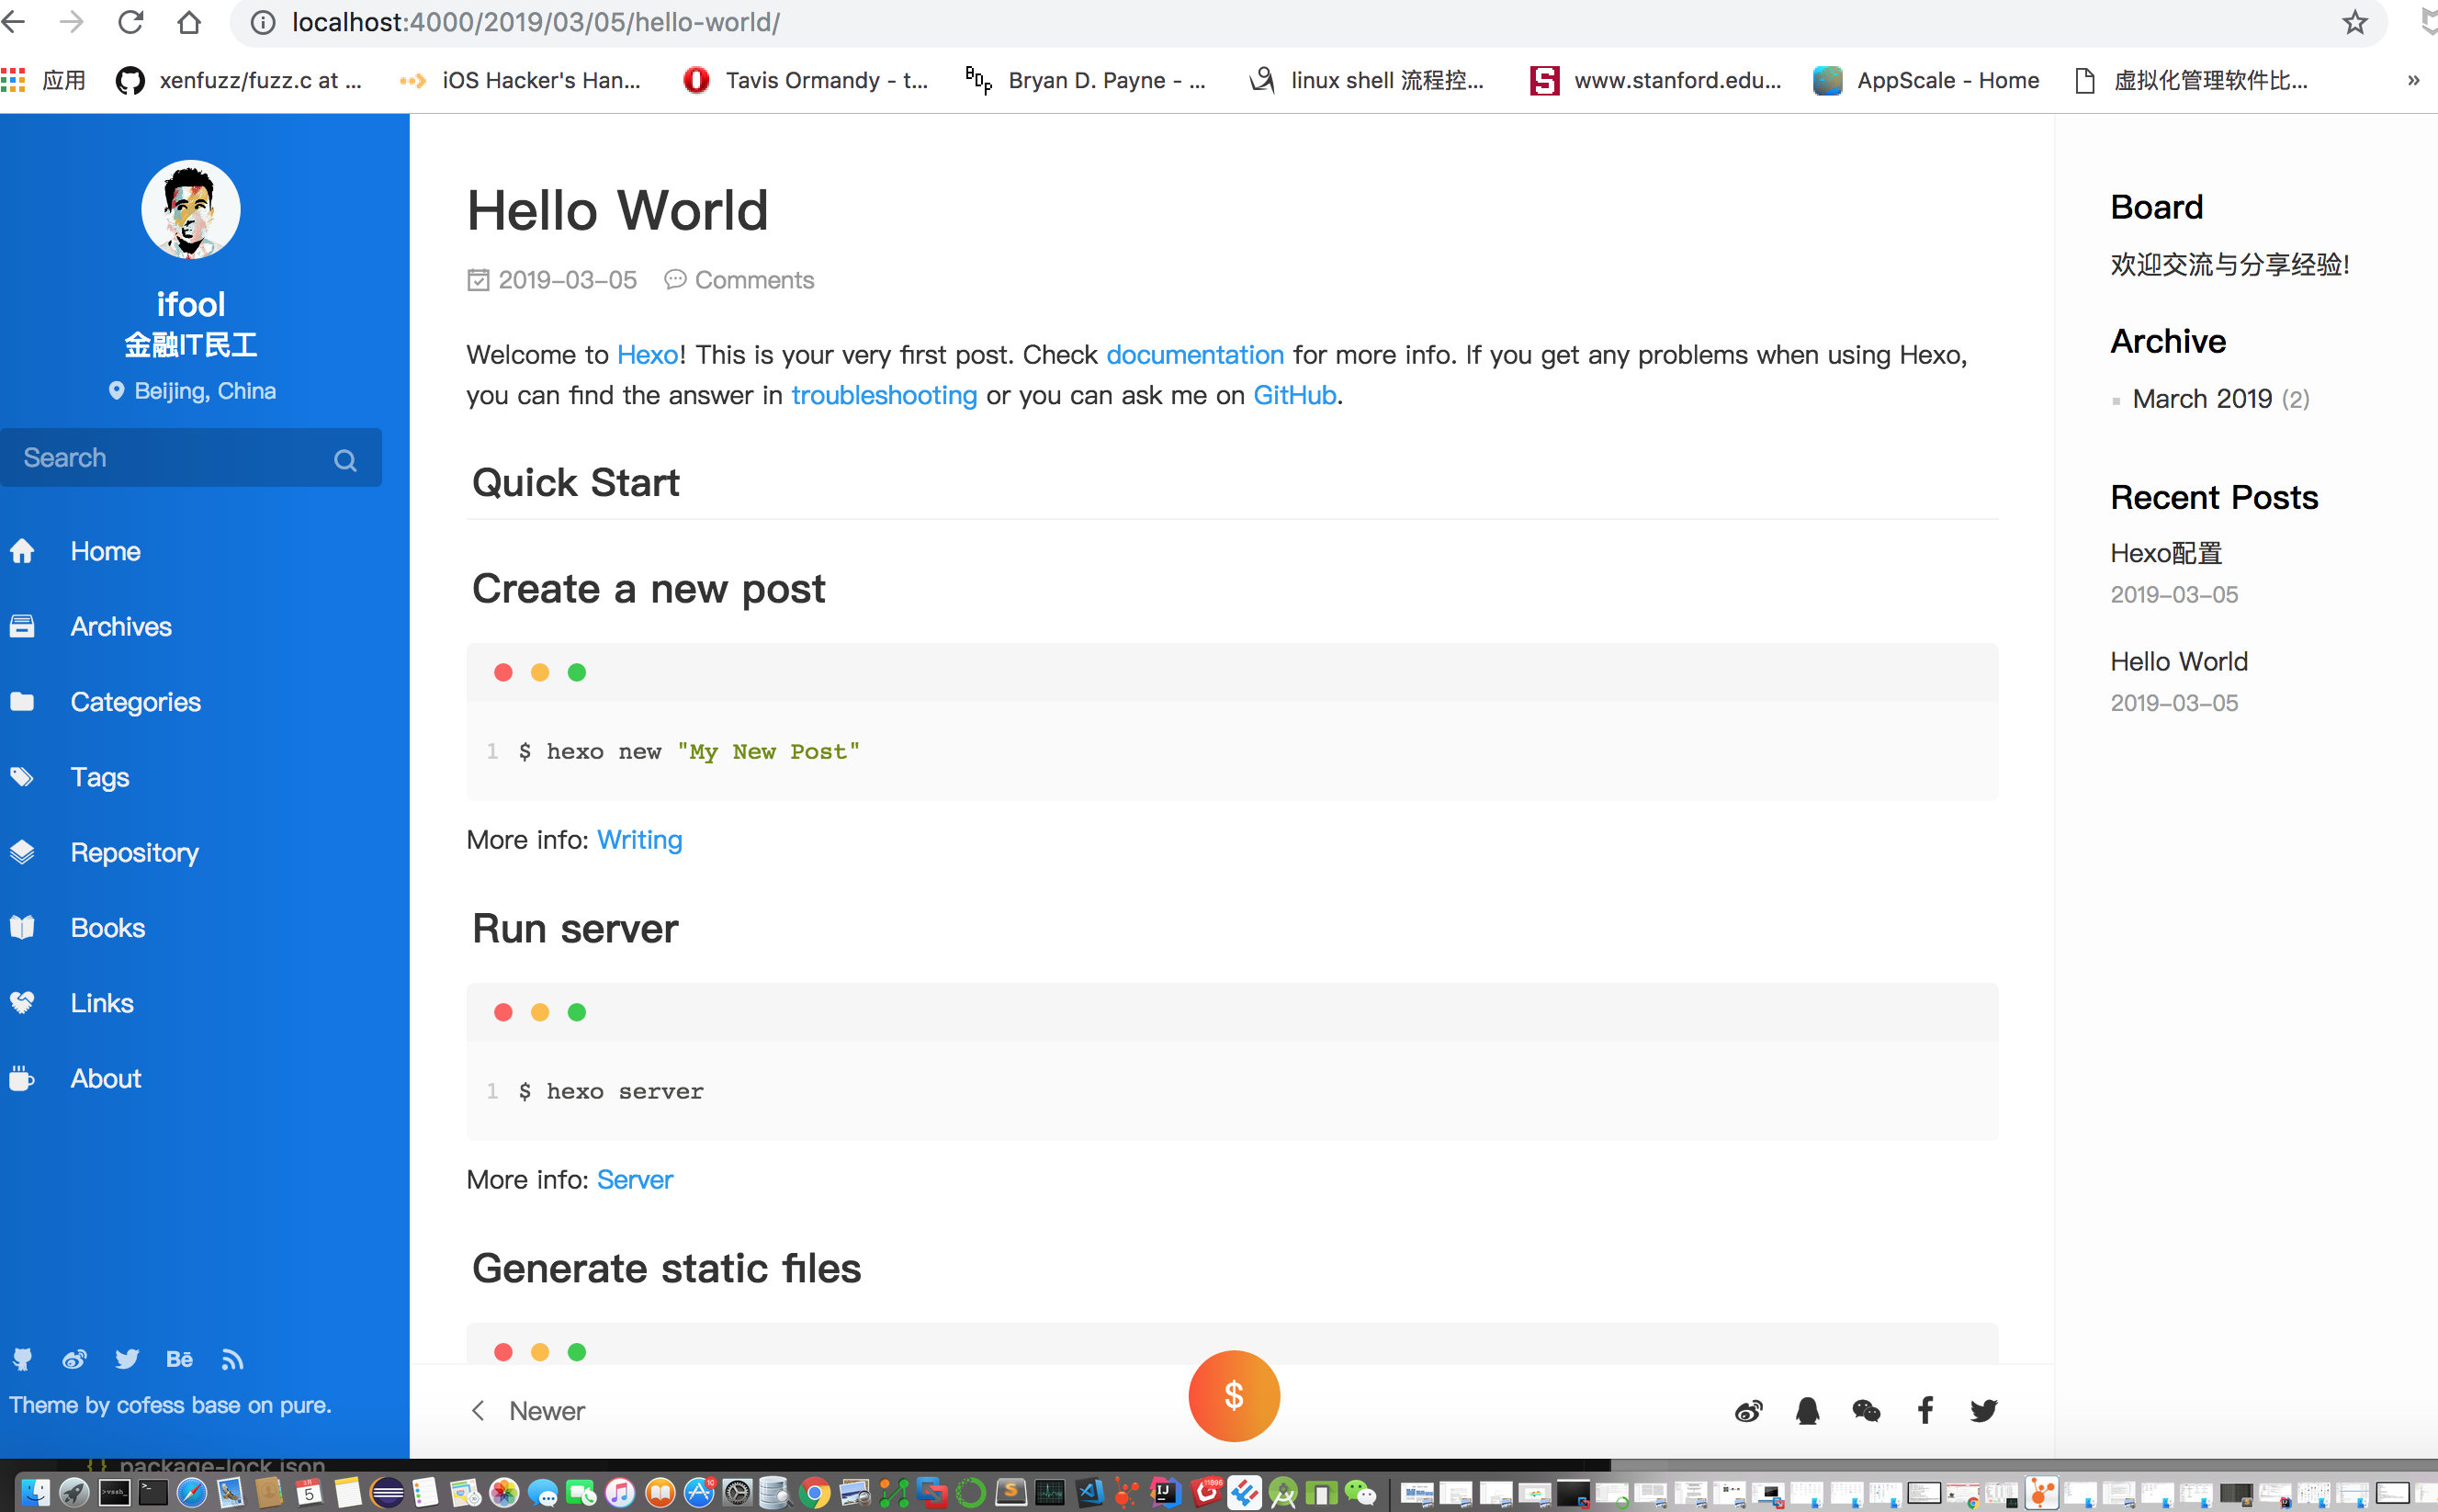 localhost:4000/2019/03/05/hello-world/
应用 xenfuzz/fuzz.c at ... iOS Hacker's Han... Tavis Ormandy - t... Bryan D. Payne - ... linux shell 流程控... www.stanford.edu... AppScale - Home 虚拟化管理软件比... »
ifool
金融IT民工
Beijing, China
Search
Home
Archives
Categories
Tags
Repository
Books
Links
About
Bē
Theme by cofess base on pure.
Hello World
2019-03-05 Comments
Welcome to Hexo! This is your very first post. Check documentation for more info. If you get any problems when using Hexo,
you can find the answer in troubleshooting or you can ask me on GitHub.
Quick Start
Create a new post
1 $ hexo new "My New Post"
More info: Writing
Run server
1 $ hexo server
More info: Server
Generate static files
Newer
$
Board
欢迎交流与分享经验!
Archive
March 2019 (2)
Recent Posts
Hexo配置
2019-03-05
Hello World
2019-03-05
{} package-lock.json